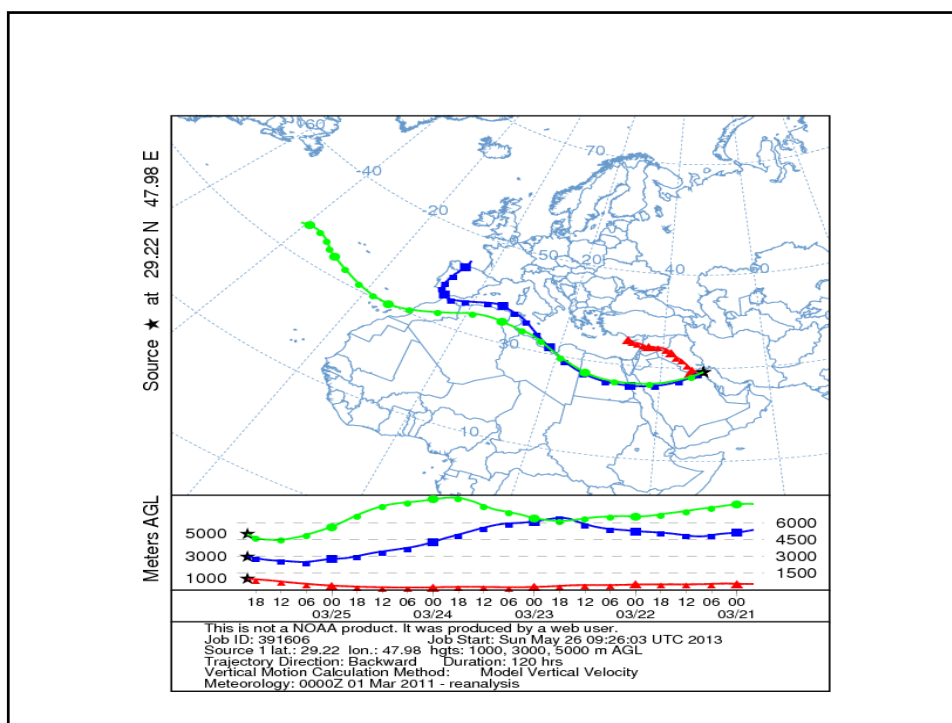 Source ★ at 29.22 N 47.98 E
-60
-40
70
-20
50
20
40
60
10
Meters AGL
5000
3000
1000
6000
4500
3000
1500
18 12 06 00 18 12 06 00 18 12 06 00 18 12 06 00 18 12 06 00
03/25 03/24 03/23 03/22 03/21
This is not a NOAA product. It was produced by a web user.
Job ID: 391606 Job Start: Sun May 26 09:26:03 UTC 2013
Source 1 lat.: 29.22 lon.: 47.98 hgts: 1000, 3000, 5000 m AGL
Trajectory Direction: Backward Duration: 120 hrs
Vertical Motion Calculation Method: Model Vertical Velocity
Meteorology: 0000Z 01 Mar 2011 - reanalysis